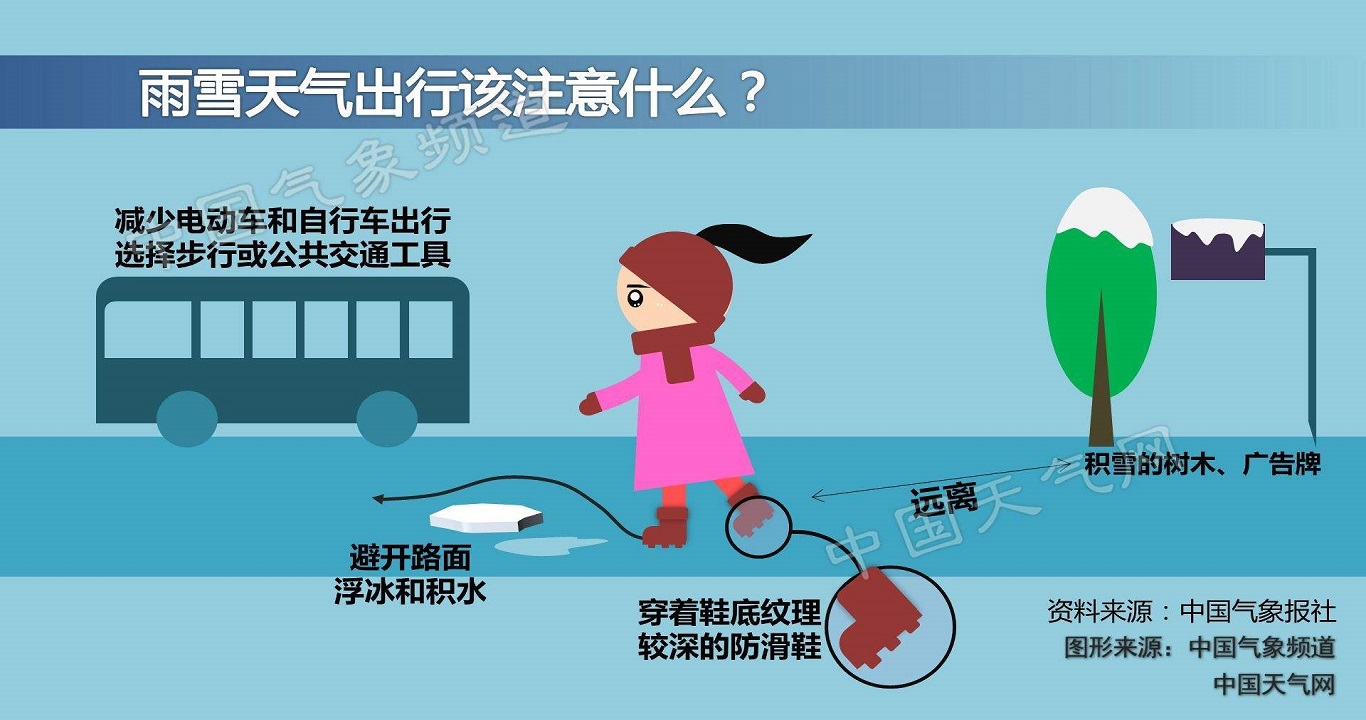 雨雪天气出行该注意什么？
减少电动车和自行车出行
选择步行或公共交通工具
积雪的树木、广告牌
远离
避开路面
浮冰和积水
穿着鞋底纹理
较深的防滑鞋
资料来源：中国气象报社
图形来源：中国气象频道
中国天气网
中国气象频道
中国天气网